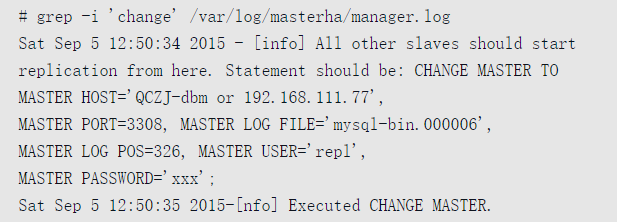 # grep -i 'change' /var/log/masterha/manager.log
Sat Sep 5 12:50:34 2015 - [info] All other slaves should start
replication from here. Statement should be: CHANGE MASTER TO
MASTER HOST='QCZJ-dbm or 192.168.111.77',
MASTER PORT=3308, MASTER LOG FILE='mysql-bin.000006',
MASTER LOG POS=326, MASTER USER='repl',
MASTER PASSWORD='xxx';
Sat Sep 5 12:50:35 2015-[nfo] Executed CHANGE MASTER.